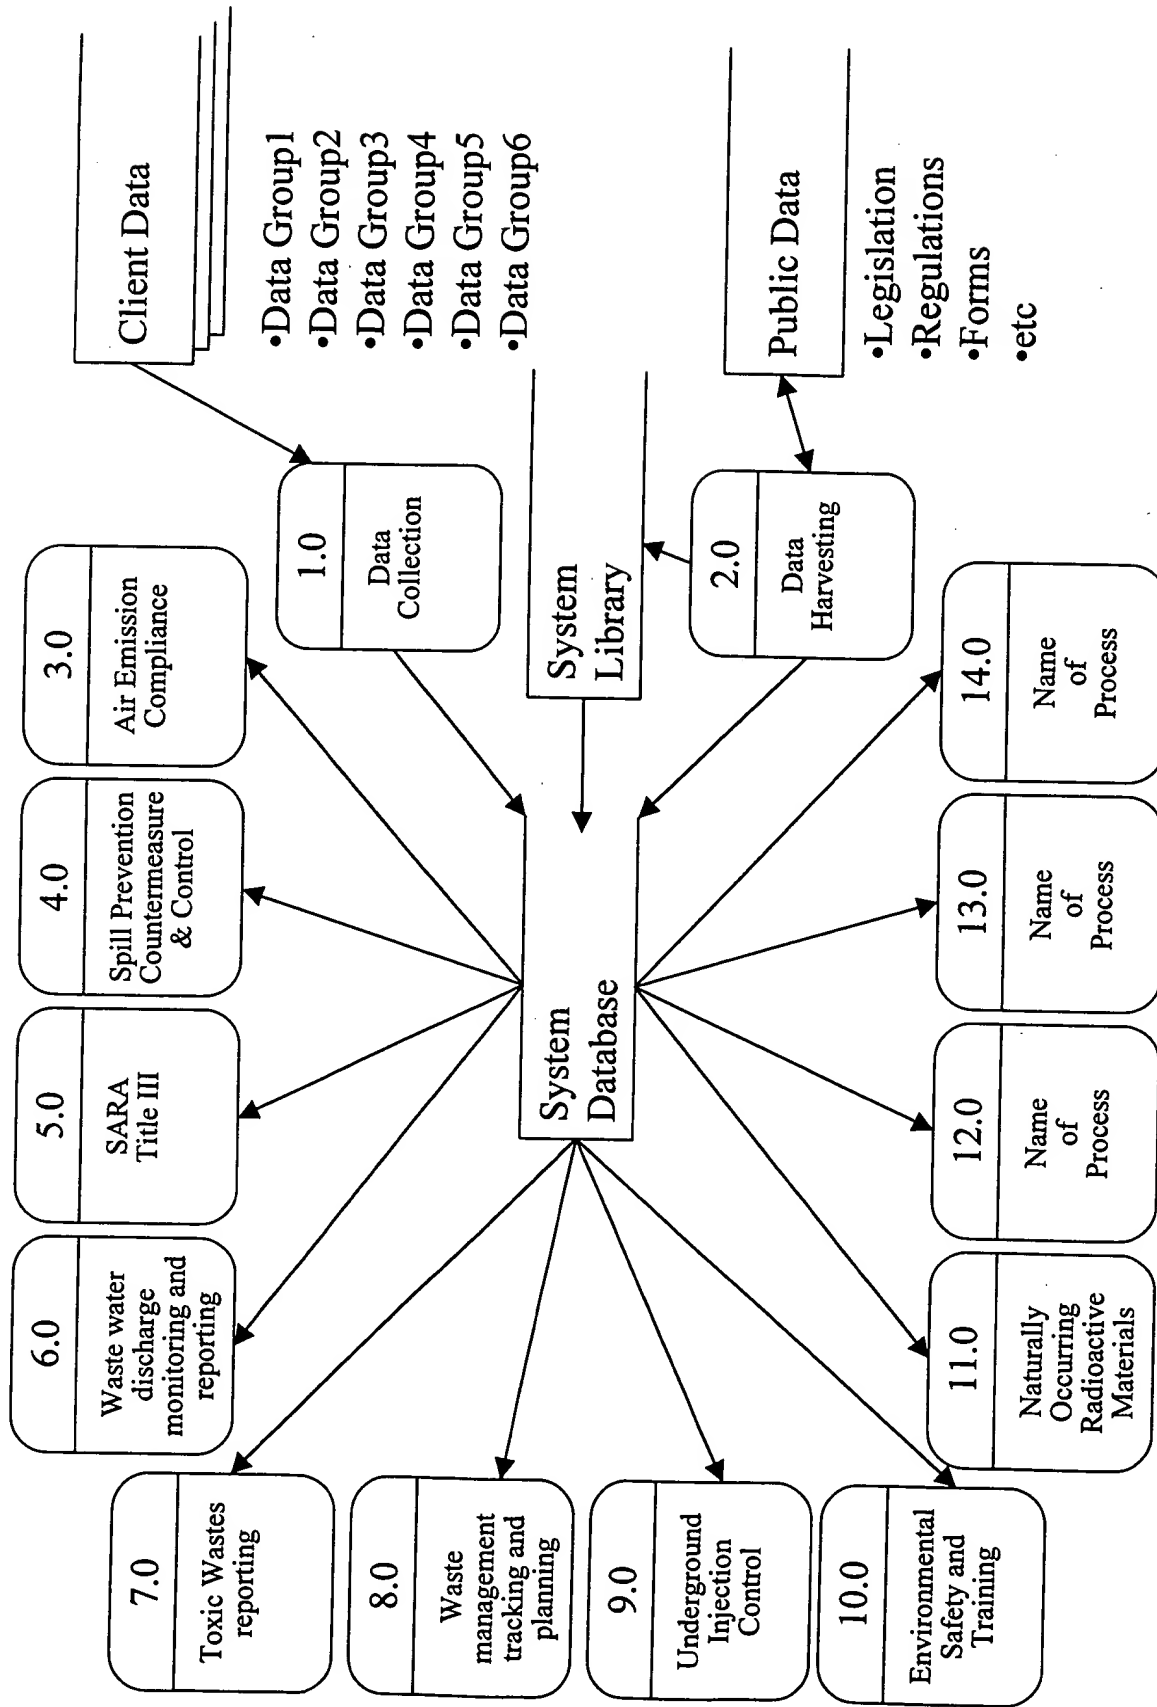 6.0
Waste water
discharge
monitoring and
reporting
5.0
SARA
Title III
4.0
Spill Prevention
Countermeasure
& Control
3.0
Air Emission
Compliance
Client Data
•Data Group1
•Data Group2
•Data Group3
•Data Group4
•Data Group5
•Data Group6
7.0
Toxic Wastes
reporting
1.0
Data
Collection
8.0
Waste
management
tracking and
planning
System
Database
System
Library
9.0
Underground
Injection
Control
2.0
Data
Harvesting
Public Data
•Legislation
•Regulations
•Forms
•etc
10.0
Environmental
Safety and
Training
11.0
Naturally
Occurring
Radioactive
Materials
12.0
Name
of
Process
13.0
Name
of
Process
14.0
Name
of
Process